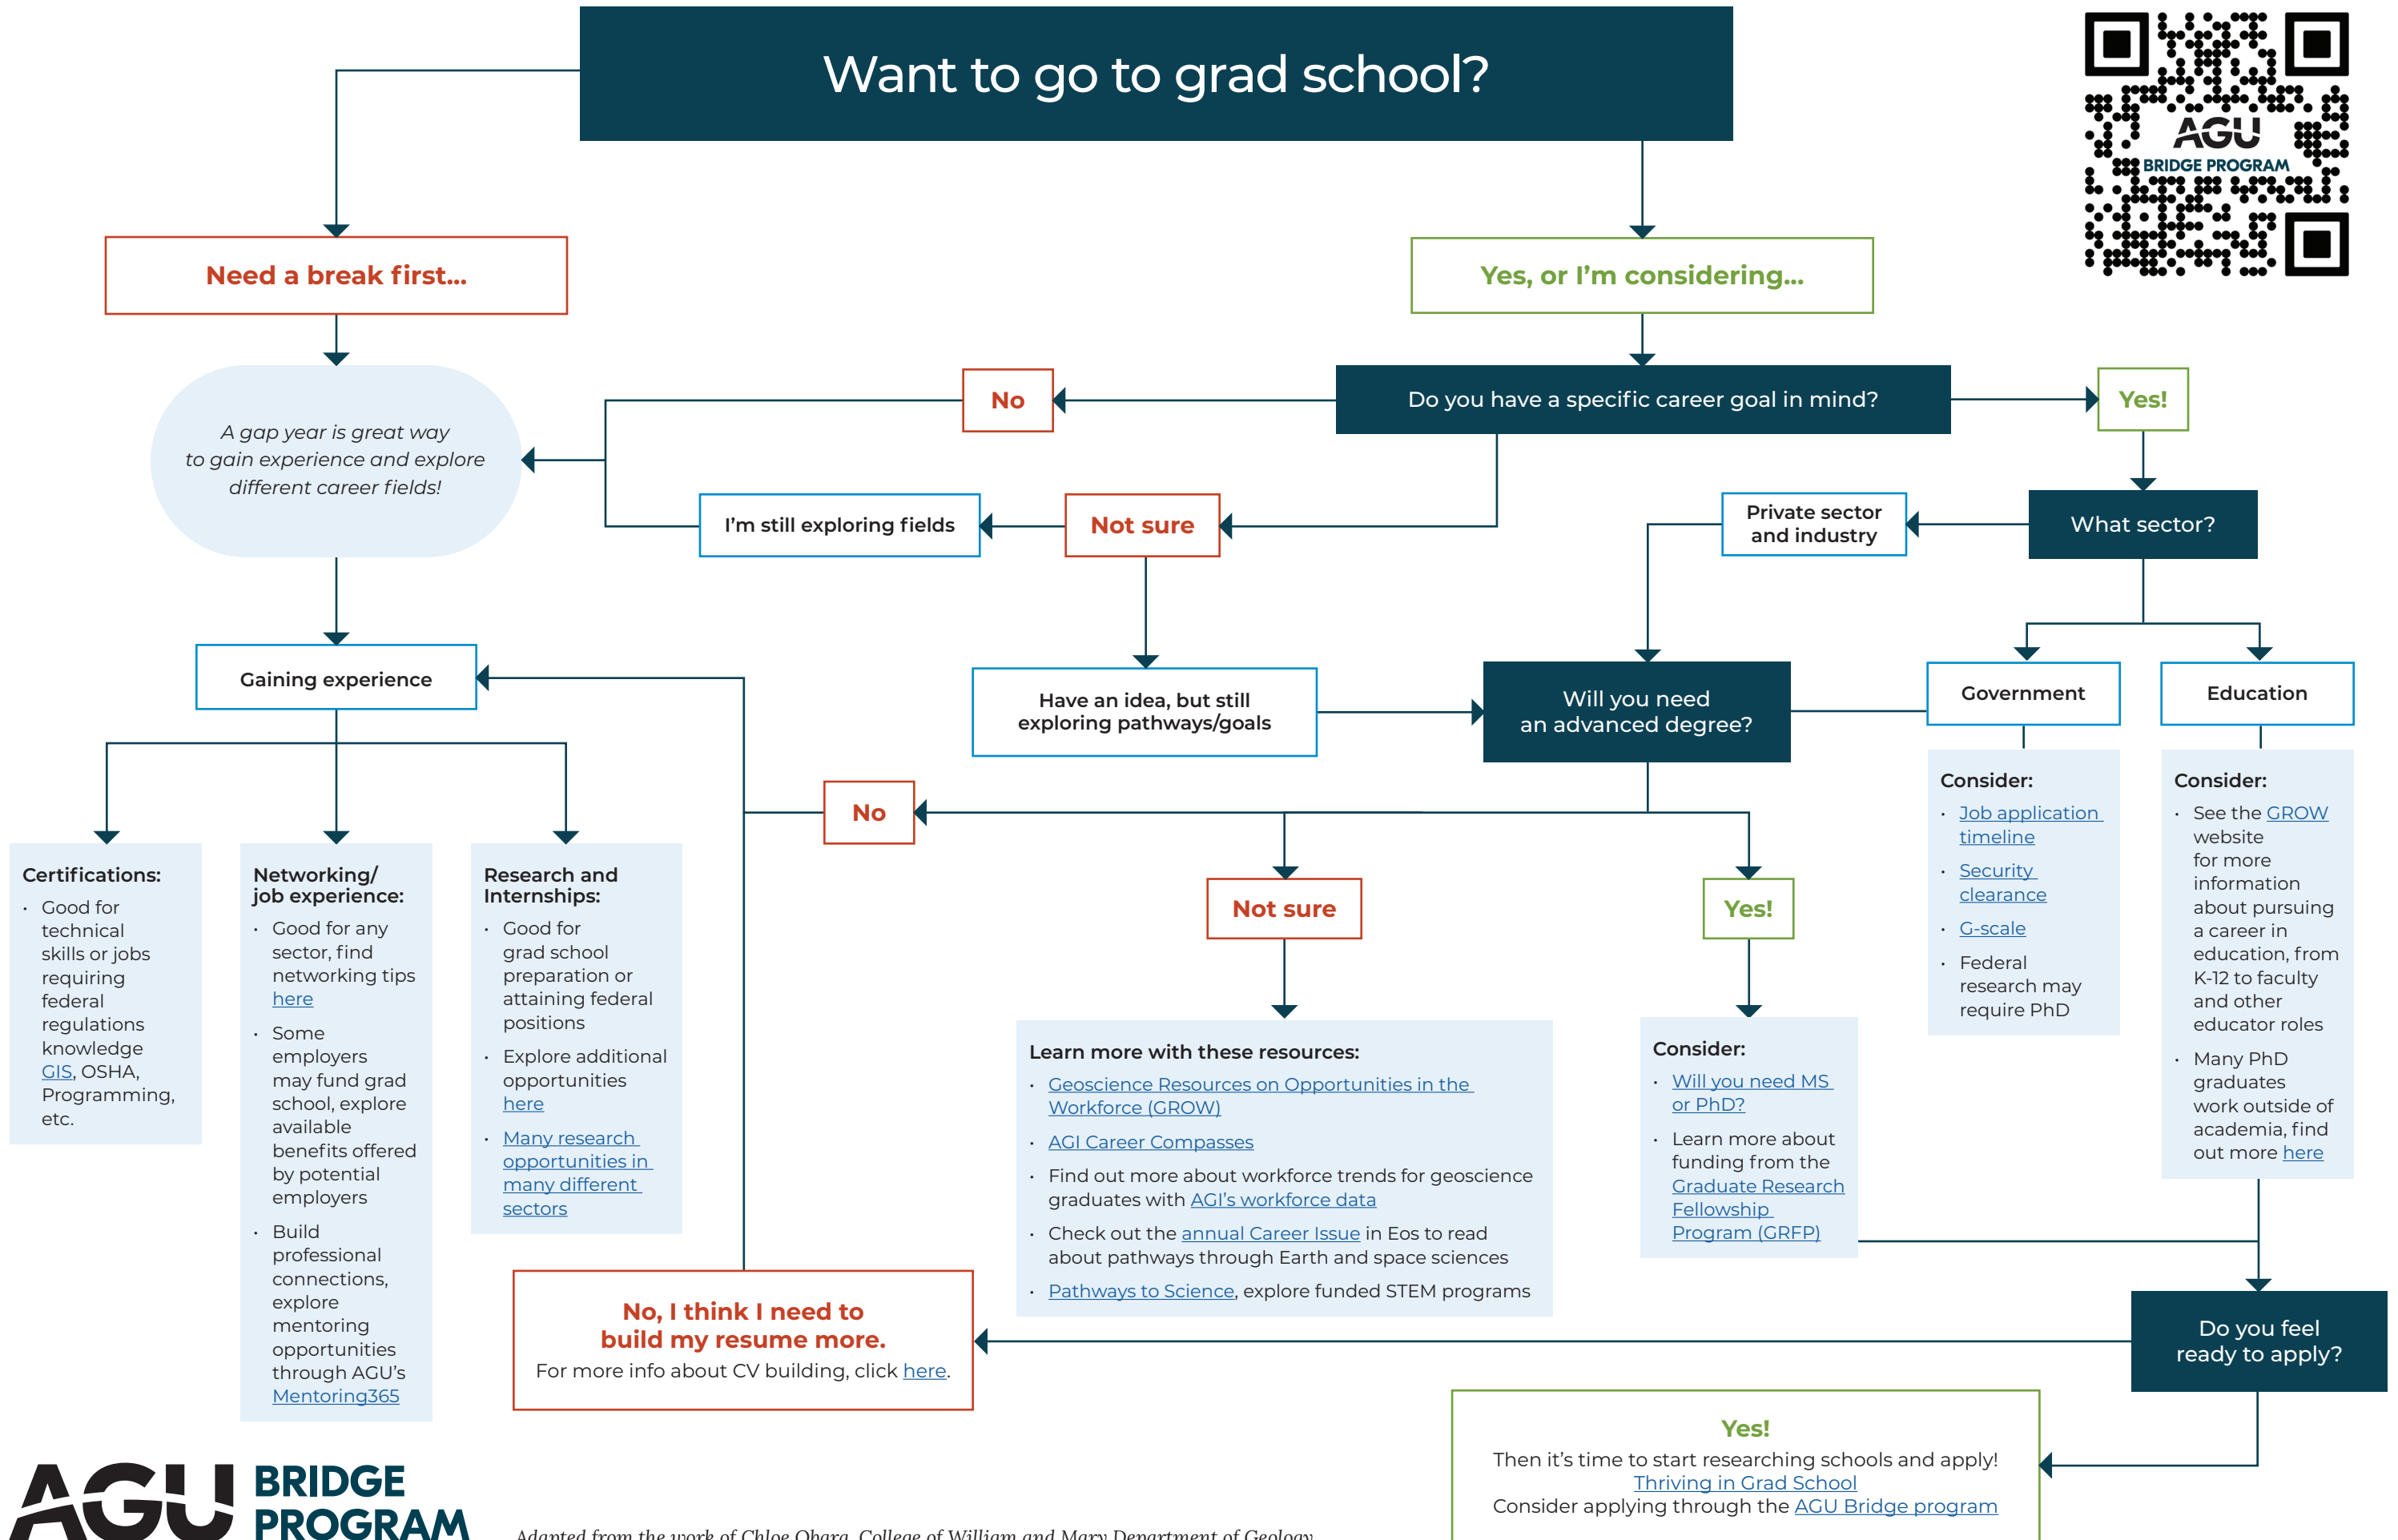 Want to go to grad school?
AGU
BRIDGE PROGRAM
Need a break first...
Yes, or I'm considering...
A gap year is great way
to gain experience and explore
different career fields!
No
Do you have a specific career goal in mind?
Yes!
I'm still exploring fields
Not sure
Private sector
and industry
What sector?
Gaining experience
Have an idea, but still
exploring pathways/goals
Will you need
an advanced degree?
Government
Education
No
Not sure
Yes!
Certifications:
· Good for
technical
skills or jobs
requiring
federal
regulations
knowledge
GIS, OSHA,
Programming,
etc.
Networking/
job experience:
· Good for any
sector, find
networking tips
here
· Some
employers
may fund grad
school, explore
available
benefits offered
by potential
employers
· Build
professional
connections,
explore
mentoring
opportunities
through AGU's
Mentoring365
Research and
Internships:
· Good for
grad school
preparation or
attaining federal
positions
· Explore additional
opportunities
here
· Many research
opportunities in
many different
sectors
Learn more with these resources:
· Geoscience Resources on Opportunities in the
Workforce (GROW)
· AGI Career Compasses
· Find out more about workforce trends for geoscience
graduates with AGI's workforce data
· Check out the annual Career Issue in Eos to read
about pathways through Earth and space sciences
· Pathways to Science, explore funded STEM programs
Consider:
· Will you need MS
or PhD?
· Learn more about
funding from the
Graduate Research
Fellowship
Program (GRFP)
Consider:
· Job application
timeline
· Security
clearance
· G-scale
· Federal
research may
require PhD
Consider:
· See the GROW
website
for more
information
about pursuing
a career in
education, from
K-12 to faculty
and other
educator roles
· Many PhD
graduates
work outside of
academia, find
out more here
No, I think I need to
build my resume more.
For more info about CV building, click here.
Do you feel
ready to apply?
Yes!
Then it's time to start researching schools and apply!
Thriving in Grad School
Consider applying through the AGU Bridge program
AGU BRIDGE
PROGRAM
Adapted from the work of Chloe Obara, College of William and Mary Department of Geology